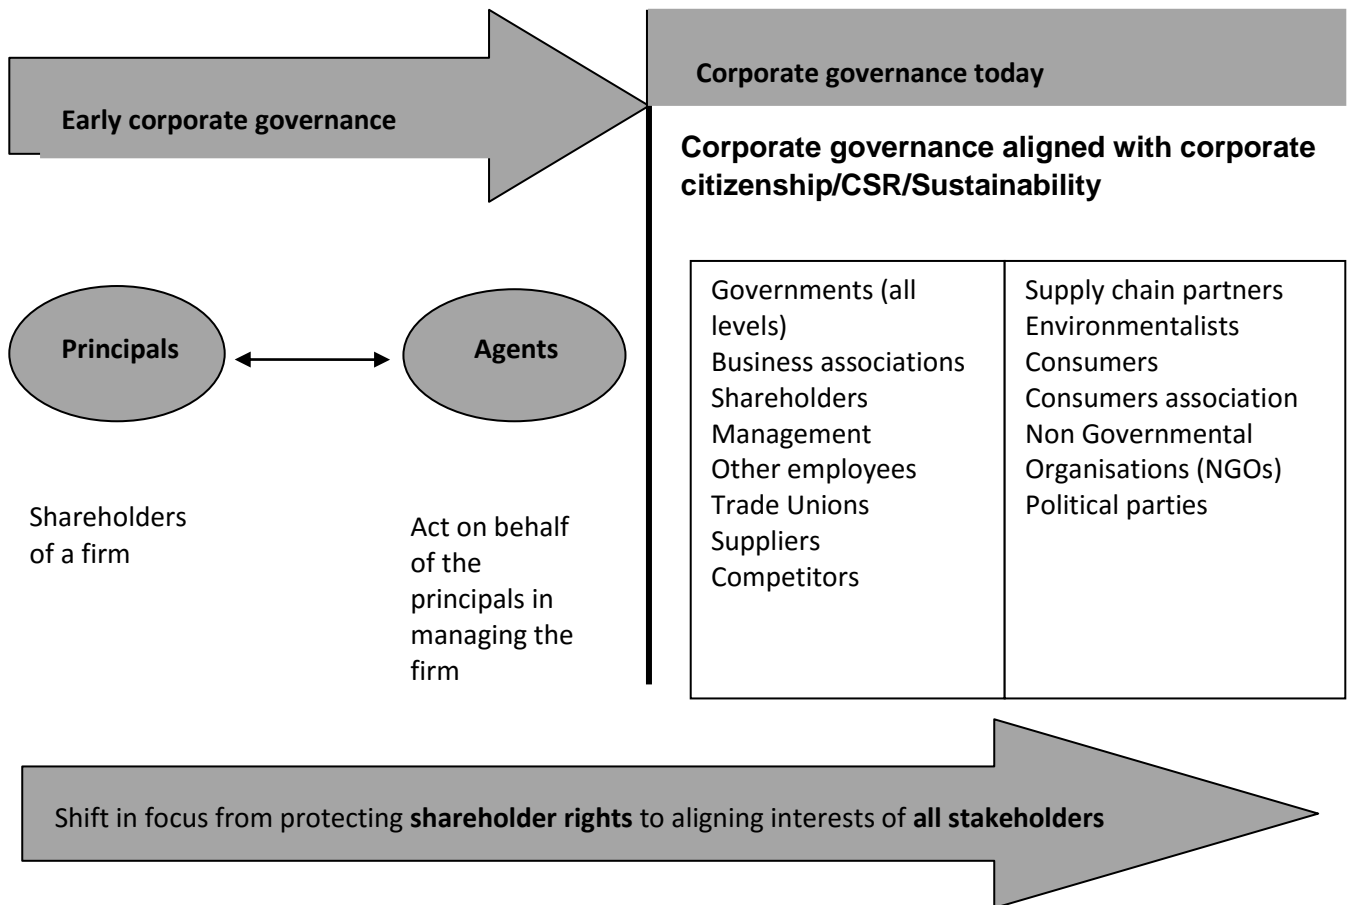 Early corporate governance
Corporate governance today
Corporate governance aligned with corporate
citizenship/CSR/Sustainability
Principals
Agents
Shareholders
of a firm
Act on behalf
of the
principals in
managing the
firm
Governments (all
levels)
Business associations
Shareholders
Management
Other employees
Trade Unions
Suppliers
Competitors
Supply chain partners
Environmentalists
Consumers
Consumers association
Non Governmental
Organisations (NGOs)
Political parties
Shift in focus from protecting shareholder rights to aligning interests of all stakeholders